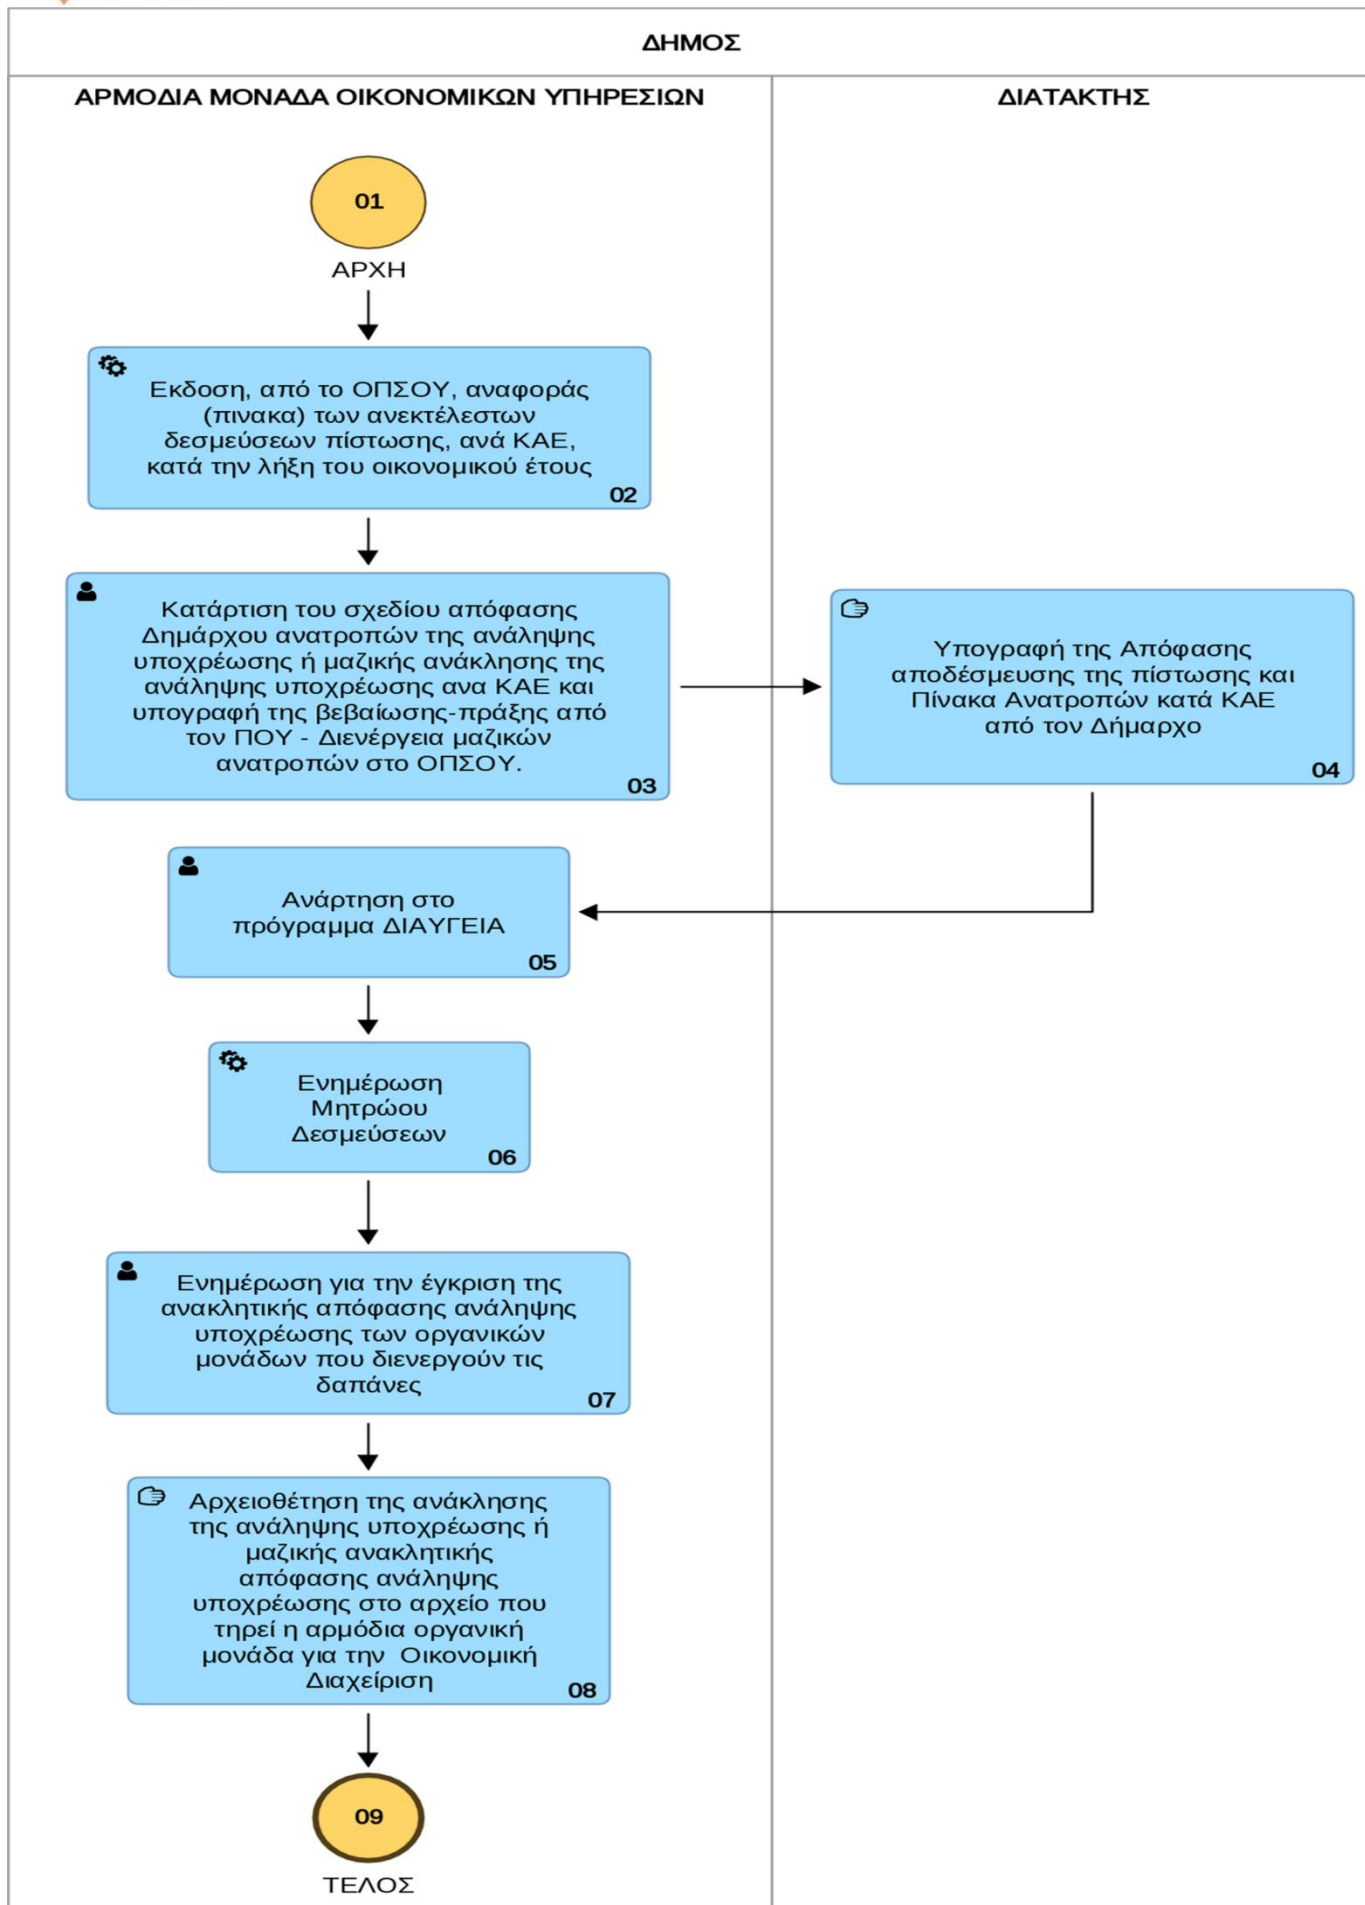 ΔΗΜΟΣ
ΑΡΜΟΔΙΑ ΜΟΝΑΔΑ ΟΙΚΟΝΟΜΙΚΩΝ ΥΠΗΡΕΣΙΩΝ
ΔΙΑΤΑΚΤΗΣ
01
ΑΡΧΗ
Εκδοση, από το ΟΠΣΟΥ, αναφοράς
(πινακα) των ανεκτέλεστων
δεσμεύσεων πίστωσης, ανά ΚΑΕ,
κατά την λήξη του οικονομικού έτους
02
Κατάρτιση του σχεδίου απόφασης
Δημάρχου ανατροπών της ανάληψης
υποχρέωσης ή μαζικής ανάκλησης της
ανάληψης υποχρέωσης ανα ΚΑΕ και
υπογραφή της βεβαίωσης-πράξης από
τον ΠΟΥ - Διενέργεια μαζικών
ανατροπών στο ΟΠΣΟΥ.
03
Υπογραφή της Απόφασης
αποδέσμευσης της πίστωσης και
Πίνακα Ανατροπών κατά ΚΑΕ
από τον Δήμαρχο
04
Ανάρτηση στο
πρόγραμμα ΔΙΑΥΓΕΙΑ
05
Ενημέρωση
Μητρώου
Δεσμεύσεων
06
Ενημέρωση για την έγκριση της
ανακλητικής απόφασης ανάληψης
υποχρέωσης των οργανικών
μονάδων που διενεργούν τις
δαπάνες
07
Αρχειοθέτηση της ανάκλησης
της ανάληψης υποχρέωσης ή
μαζικής ανακλητικής
απόφασης ανάληψης
υποχρέωσης στο αρχείο που
τηρεί η αρμόδια οργανική
μονάδα για την  Οικονομική
Διαχείριση
08
09
ΤΕΛΟΣ